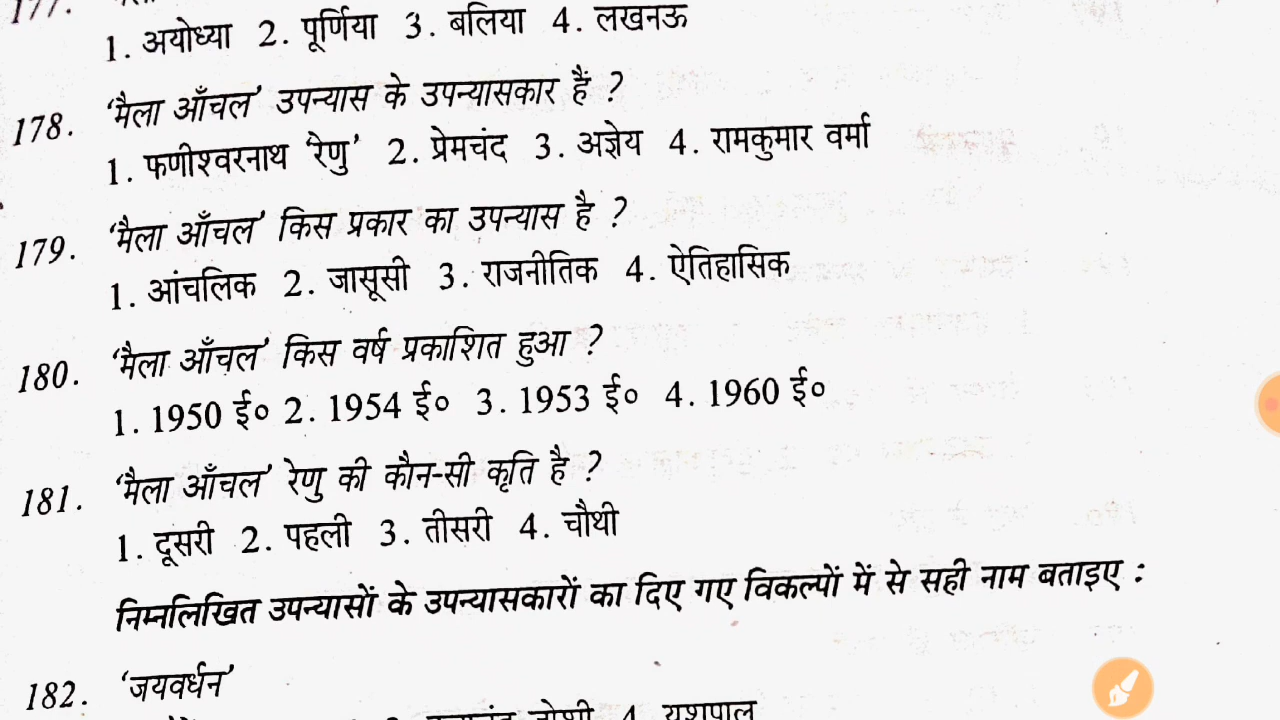 177.
1. अयोध्या 2. पूर्णिया 3. बलिया 4. लखनऊ
178. 'मैला आँचल' उपन्यास के उपन्यासकार हैं ?
1. फणीश्वरनाथ 'रेणु' 2. प्रेमचंद 3. अज्ञेय 4. रामकुमार वर्मा
179. 'मैला आँचल' किस प्रकार का उपन्यास है ?
1. आंचलिक 2. जासूसी 3. राजनीतिक 4. ऐतिहासिक
180. 'मैला आँचल' किस वर्ष प्रकाशित हुआ ?
1. 1950 ई० 2. 1954 ई० 3. 1953 ई० 4. 1960 ई०
181. 'मैला आँचल' रेणु की कौन-सी कृति है ?
1. दूसरी 2. पहली 3. तीसरी 4. चौथी
निम्नलिखित उपन्यासों के उपन्यासकारों का दिए गए विकल्पों में से सही नाम बताइए :
182. 'जयवर्धन'
जोशी 4. यशपाल